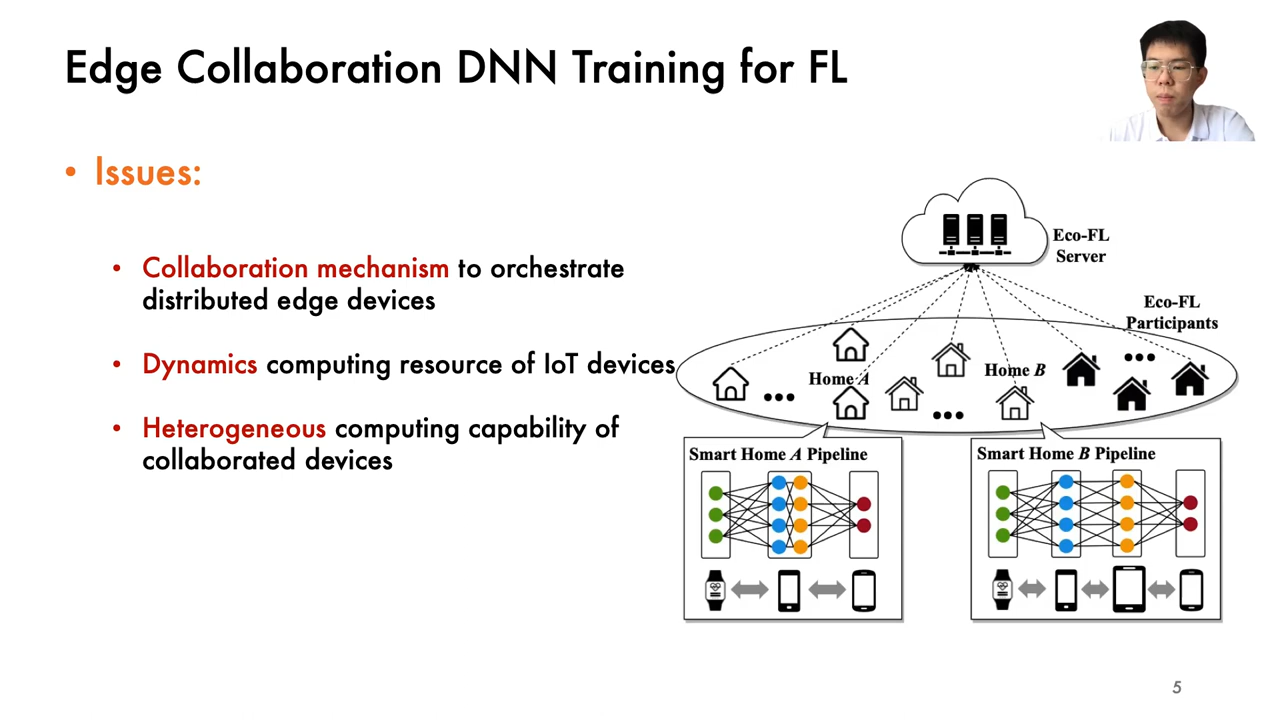 Edge Collaboration DNN Training for FL
• Issues:
• Collaboration mechanism to orchestrate
distributed edge devices
• Dynamics computing resource of IoT devices
• Heterogeneous computing capability of
collaborated devices
Eco-FL
Server
Eco-FL
Participants
Home A
Home B
Smart Home A Pipeline
Smart Home B Pipeline
5